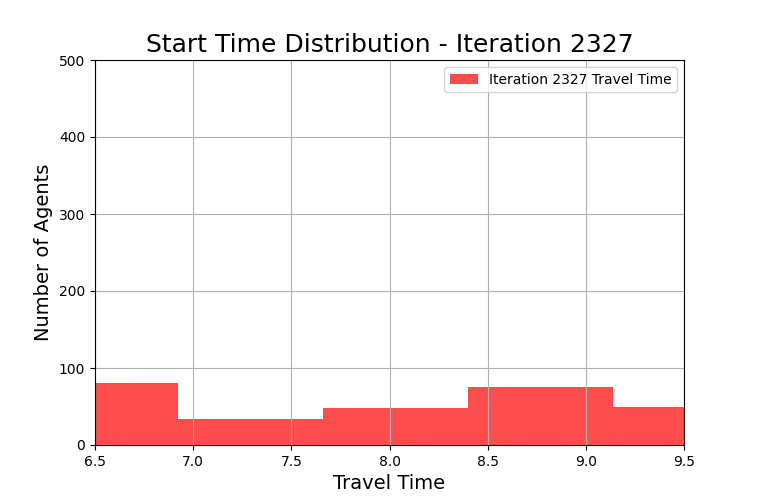 Start Time Distribution - Iteration 2327
Iteration 2327 Travel Time
Number of Agents
500
400
300
200
100
0
6.5 7.0 7.5 8.0 8.5 9.0 9.5
Travel Time